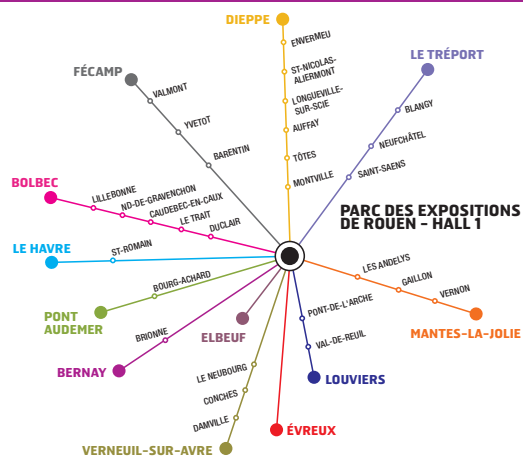 DIEPPE
ENVERMEU
ST-NICOLAS-
ALIERMONT
LONGUEVILLE-
SUR-SCIE
AUFFAY
TÔTES
MONTVILLE
LE TRÉPORT
BLANGY
NEUFCHÂTEL
SAINT-SAENS
FÉCAMP
VALMONT
YVETOT
BARENTIN
BOLBEC
LILLEBONNE
ND-DE-GRAVENCHON
CAUDEBEC-EN-CAUX
LE TRAIT
DUCLAIR
PARC DES EXPOSITIONS
DE ROUEN - HALL 1
LE HAVRE
ST-ROMAIN
LES ANDELYS
GAILLON
VERNON
MANTES-LA-JOLIE
BOURG-ACHARD
PONT
AUDEMER
BRIONNE
BERNAY
ELBEUF
PONT-DE-L'ARCHE
VAL-DE-REUIL
LOUVIERS
LE NEUBOURG
CONCHES
DAMVILLE
VERNEUIL-SUR-AVRE
ÉVREUX